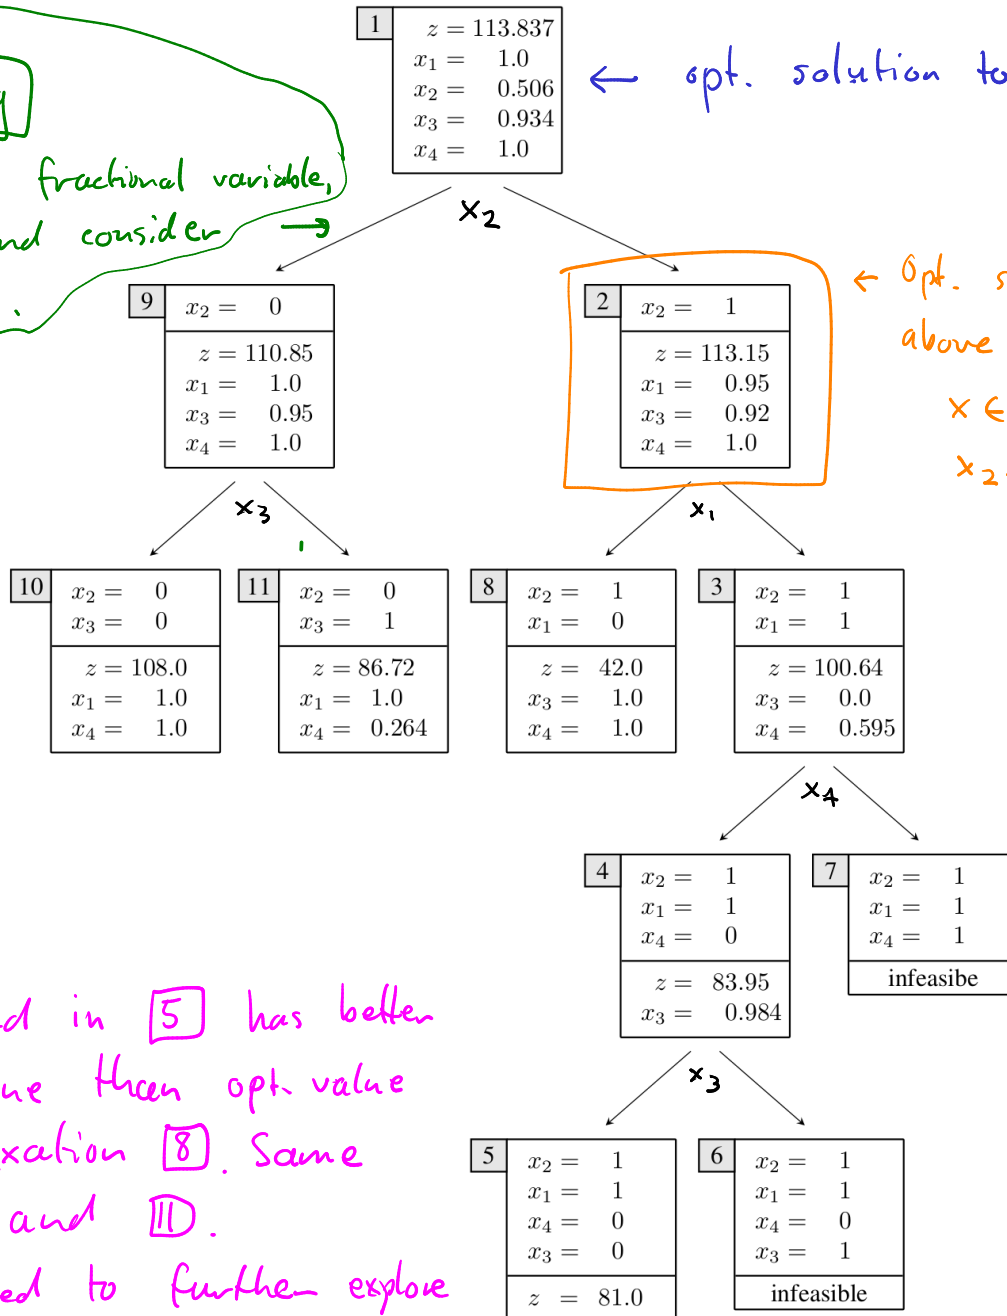 1
z = 113.837
x1 = 1.0
x2 = 0.506
x3 = 0.934
x4 = 1.0
← opt. solution to
fractional variable,
consider →
x2
9
x2 = 0
z = 110.85
x1 = 1.0
x3 = 0.95
x4 = 1.0
2
x2 = 1
z = 113.15
x1 = 0.95
x3 = 0.92
x4 = 1.0
← Opt.
above
x ∈
x2
x3
x1
10
x2 = 0
x3 = 0
z = 108.0
x1 = 1.0
x4 = 1.0
11
x2 = 0
x3 = 1
z = 86.72
x1 = 1.0
x4 = 0.264
8
x2 = 1
x1 = 0
z = 42.0
x3 = 1.0
x4 = 1.0
3
x2 = 1
x1 = 1
z = 100.64
x3 = 0.0
x4 = 0.595
x4
4
x2 = 1
x1 = 1
x4 = 0
z = 83.95
x3 = 0.984
7
x2 = 1
x1 = 1
x4 = 1
infeasibe
x3
in 5 has better
than opt. value
8. Same
and 11.
to further explore
5
x2 = 1
x1 = 1
x4 = 0
x3 = 0
z = 81.0
6
x2 = 1
x1 = 1
x4 = 0
x3 = 1
infeasible